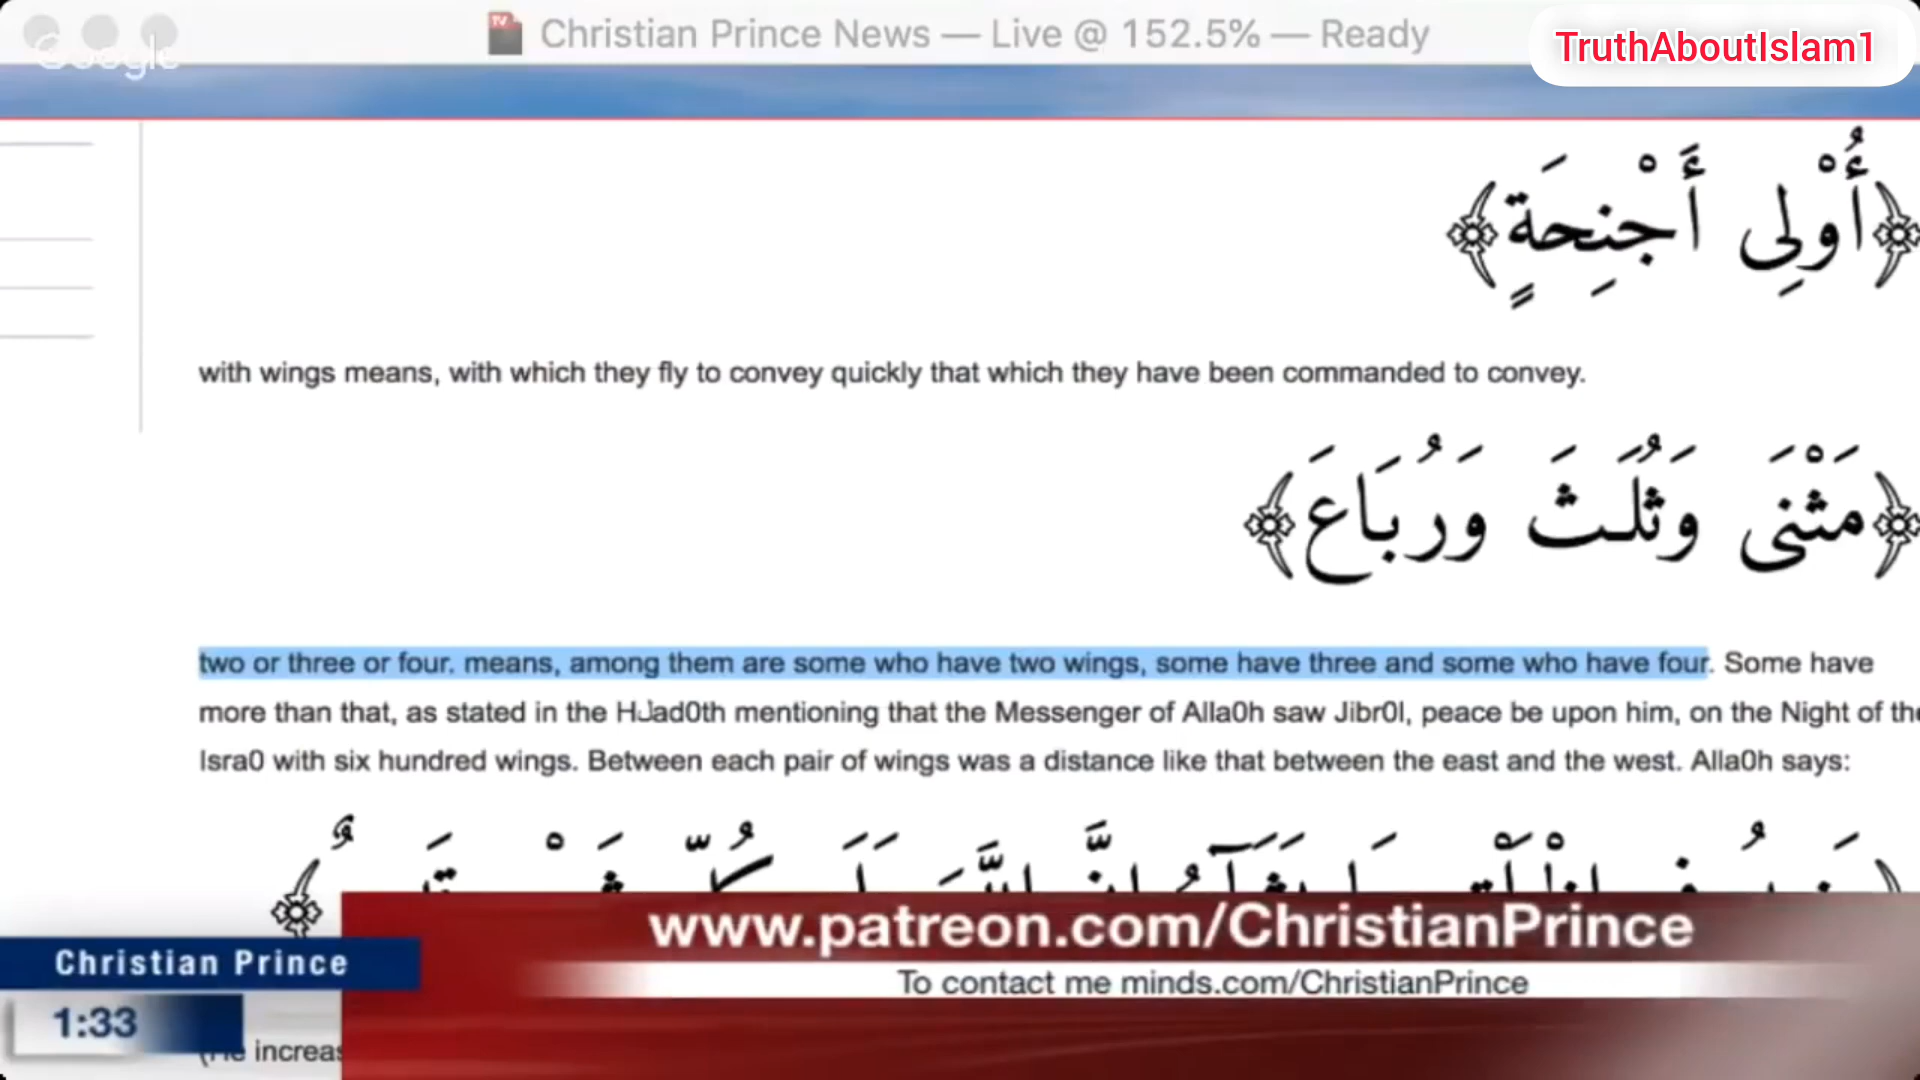 Christian Prince News — Live @ 152.5% — Ready
TruthAboutIslam1
Google
﴿أُوْلِى أَجْنِحَةٍ﴾
with wings means, with which they fly to convey quickly that which they have been commanded to convey.
﴿مَثْنَى وَثُلَـثَ وَرُبَاعَ﴾
two or three or four. means, among them are some who have two wings, some have three and some who have four. Some have
more than that, as stated in the HJad0th mentioning that the Messenger of Alla0h saw Jibr0l, peace be upon him, on the Night of the
Isra0 with six hundred wings. Between each pair of wings was a distance like that between the east and the west. Alla0h says:
www.patreon.com/ChristianPrince
Christian Prince
To contact me minds.com/ChristianPrince
1:33